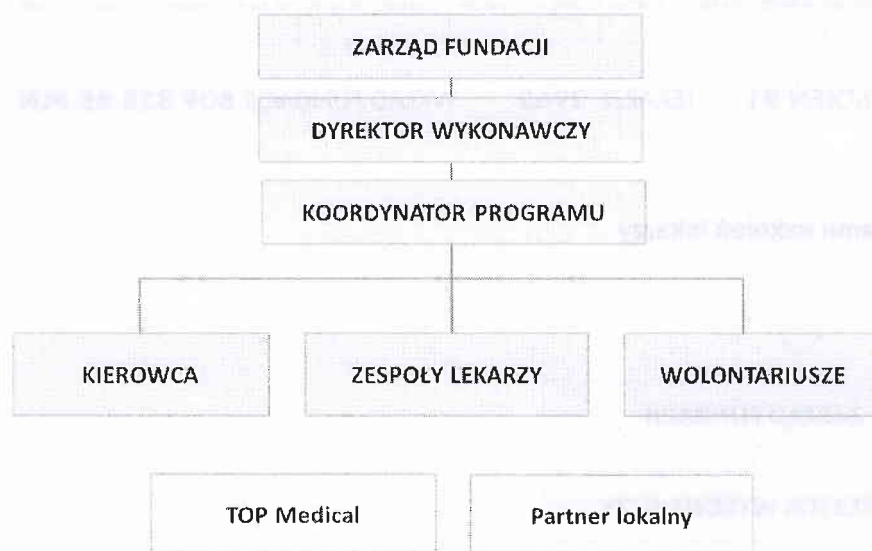 ZARZĄD FUNDACJI
DYREKTOR WYKONAWCZY
KOORDYNATOR PROGRAMU
KIEROWCA
ZESPOŁY LEKARZY
WOLONTARIUSZE
TOP Medical
Partner lokalny